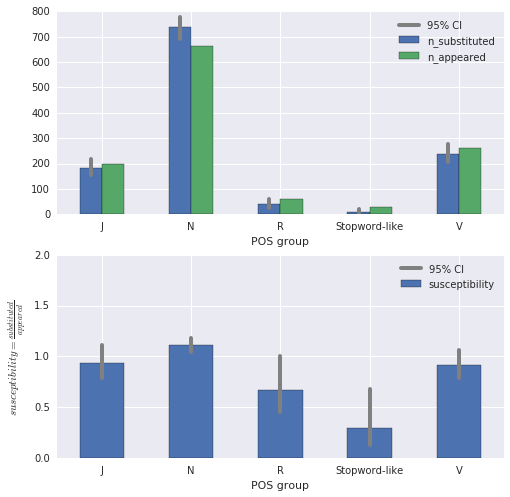 800
700
600
500
400
300
200
100
0
95% CI
n_substituted
n_appeared
J N R Stopword-like V
POS group
2.0
1.5
1.0
0.5
0.0
susceptibility = substituted/appeared
95% CI
susceptibility
J N R Stopword-like V
POS group